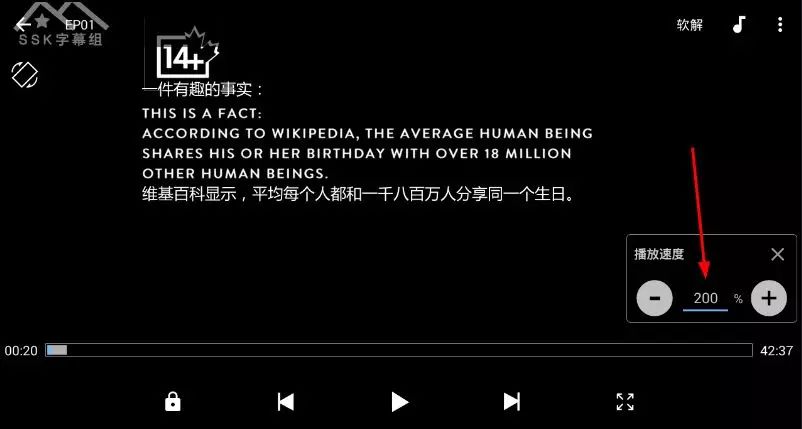 EP01
软解
SSK字幕组
14+
一件有趣的事实：
THIS IS A FACT:
ACCORDING TO WIKIPEDIA, THE AVERAGE HUMAN BEING
SHARES HIS OR HER BIRTHDAY WITH OVER 18 MILLION
OTHER HUMAN BEINGS.
维基百科显示，平均每个人都和一千八百万人分享同一个生日。
播放速度
200 %
00:20
42:37